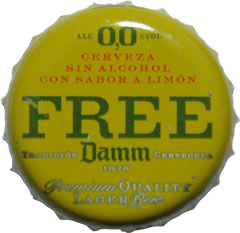 ALC 0,0 % VOL
CERVEZA
SIN ALCOHOL
CON SABOR A LIMÓN
FREE
TRADICIÓN Damm CERVECERA
1876
Premium QUALITY
LAGER Beer